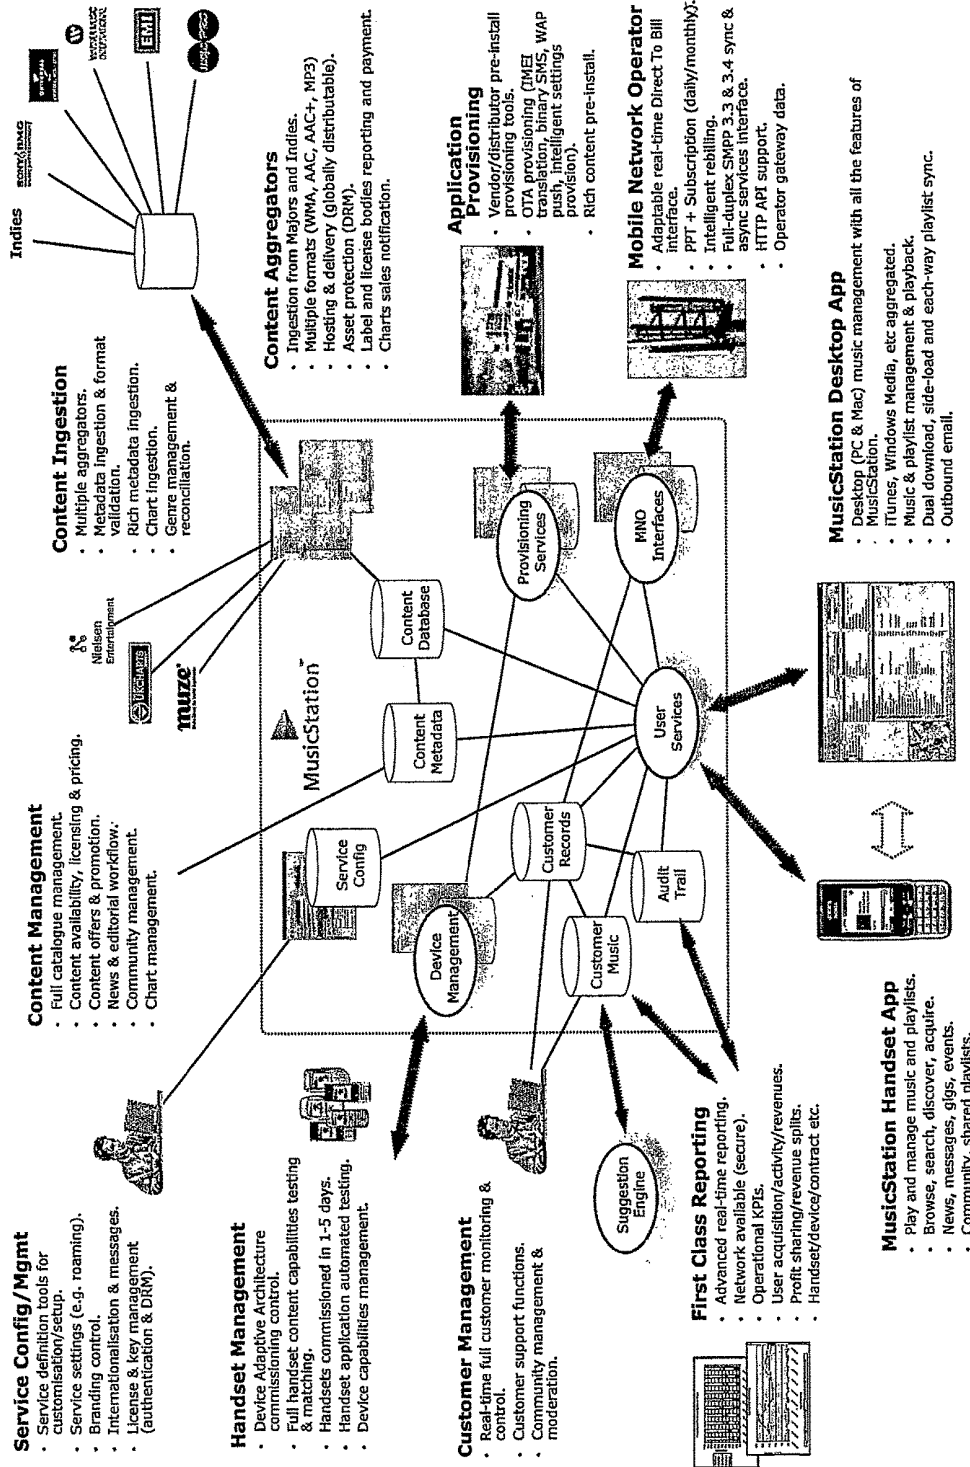 Service Config/Mgmt
· Service definition tools for
customisation/setup.
· Service settings (e.g. roaming).
· Branding control.
· Internationalisation & messages.
· License & key management
(authentication & DRM).
Content Management
· Full catalogue management.
· Content availability, licensing & pricing.
· Content offers & promotion.
· News & editorial workflow.
· Community management.
· Chart management.
Nielsen
Entertainment
muze
Content Ingestion
· Multiple aggregators.
· Metadata ingestion & format
validation.
· Rich metadata ingestion.
· Chart ingestion.
· Genre management &
reconciliation.
Indies
SONY BMG
EMI
Content Aggregators
· Ingestion from Majors and Indies.
· Multiple formats (WMA, AAC, AAC+, MP3)
· Hosting & delivery (globally distributable).
· Asset protection (DRM).
· Label and license bodies reporting and payment.
· Charts sales notification.
Handset Management
· Device Adaptive Architecture
commissioning control.
· Full handset content capabilities testing
& matching.
· Handsets commissioned in 1-5 days.
· Handset application automated testing.
· Device capabilities management.
MusicStation™
Service
Config
Content
Metadata
Content
Database
Device
Management
Provisioning
Services
Customer
Records
MNO
Interfaces
User
Services
Customer
Music
Audit
Trail
Application
Provisioning
· Vendor/distributor pre-install
provisioning tools.
· OTA provisioning (IMEI
translation, binary SMS, WAP
push, intelligent settings
provision).
· Rich content pre-install.
Customer Management
· Real-time full customer monitoring &
control.
· Customer support functions.
· Community management &
moderation.
Suggestion
Engine
Mobile Network Operator
· Adaptable real-time Direct To Bill
interface.
· PPT + Subscription (daily/monthly).
· Intelligent rebilling.
· Full-duplex SMPP 3.3 & 3.4 sync &
async services interface.
· HTTP API support.
· Operator gateway data.
First Class Reporting
· Advanced real-time reporting.
· Network available (secure).
· Operational KPIs.
· User acquisition/activity/revenues.
· Profit sharing/revenue splits.
· Handset/device/contract etc.
MusicStation Handset App
· Play and manage music and playlists.
· Browse, search, discover, acquire.
· News, messages, gigs, events.
· Community, shared playlists.
MusicStation Desktop App
· Desktop (PC & Mac) music management with all the features of
MusicStation.
· iTunes, Windows Media, etc aggregated.
· Music & playlist management & playback.
· Dual download, side-load and each-way playlist sync.
· Outbound email.